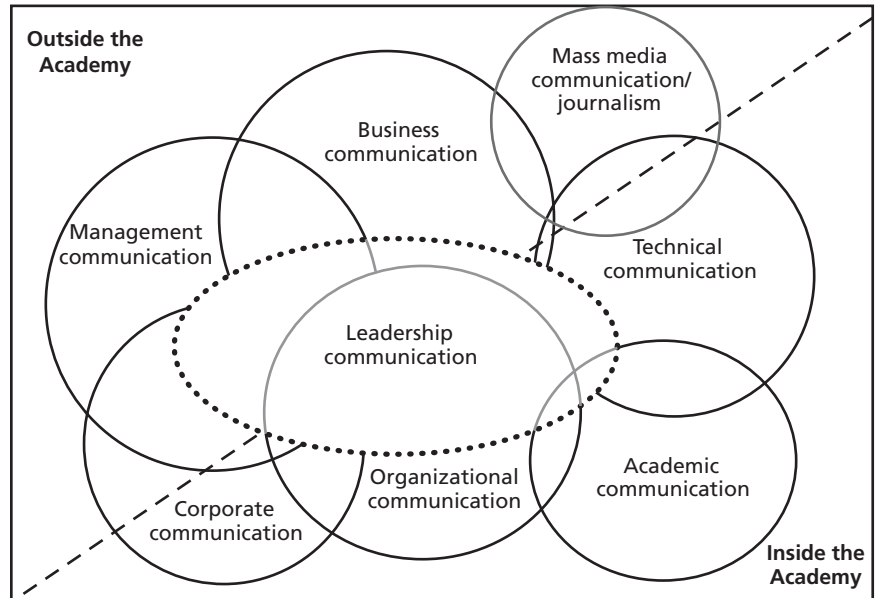 Outside the
Academy
Mass media
communication/
journalism
Business
communication
Management
communication
Technical
communication
Leadership
communication
Academic
communication
Organizational
communication
Corporate
communication
Inside the
Academy